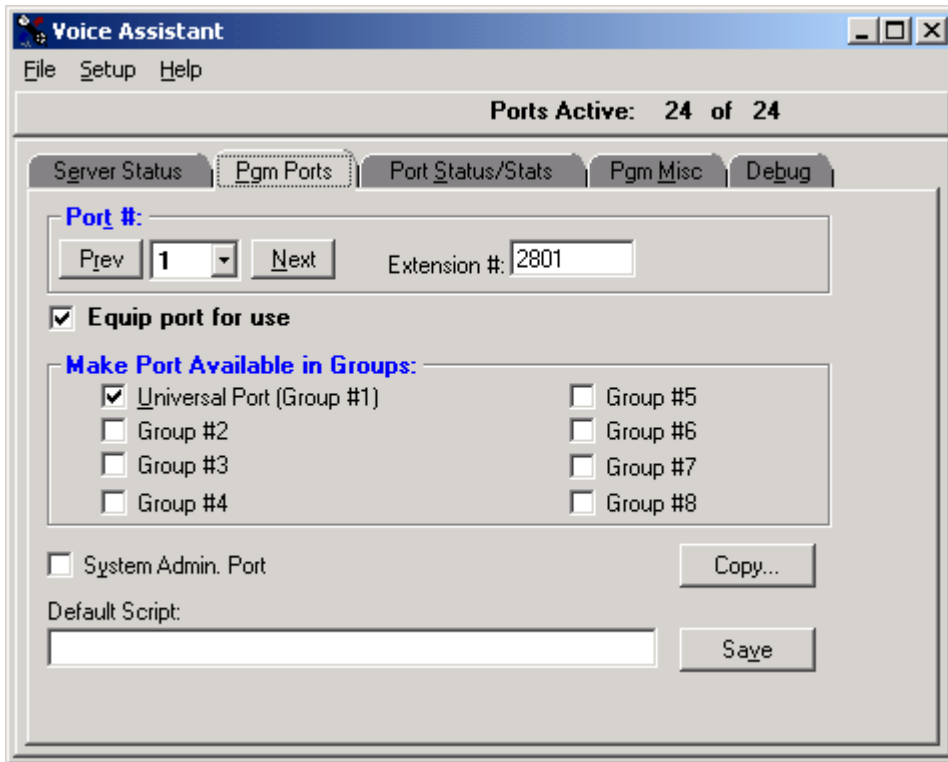 Voice Assistant
File Setup Help
Ports Active: 24 of 24
Server Status Pgm Ports Port Status/Stats Pgm Misc Debug
Port #:
Prev 1 Next Extension #: 2801
Equip port for use
Make Port Available in Groups:
Universal Port (Group #1) Group #5
Group #2 Group #6
Group #3 Group #7
Group #4 Group #8
System Admin. Port Copy...
Default Script:
Save